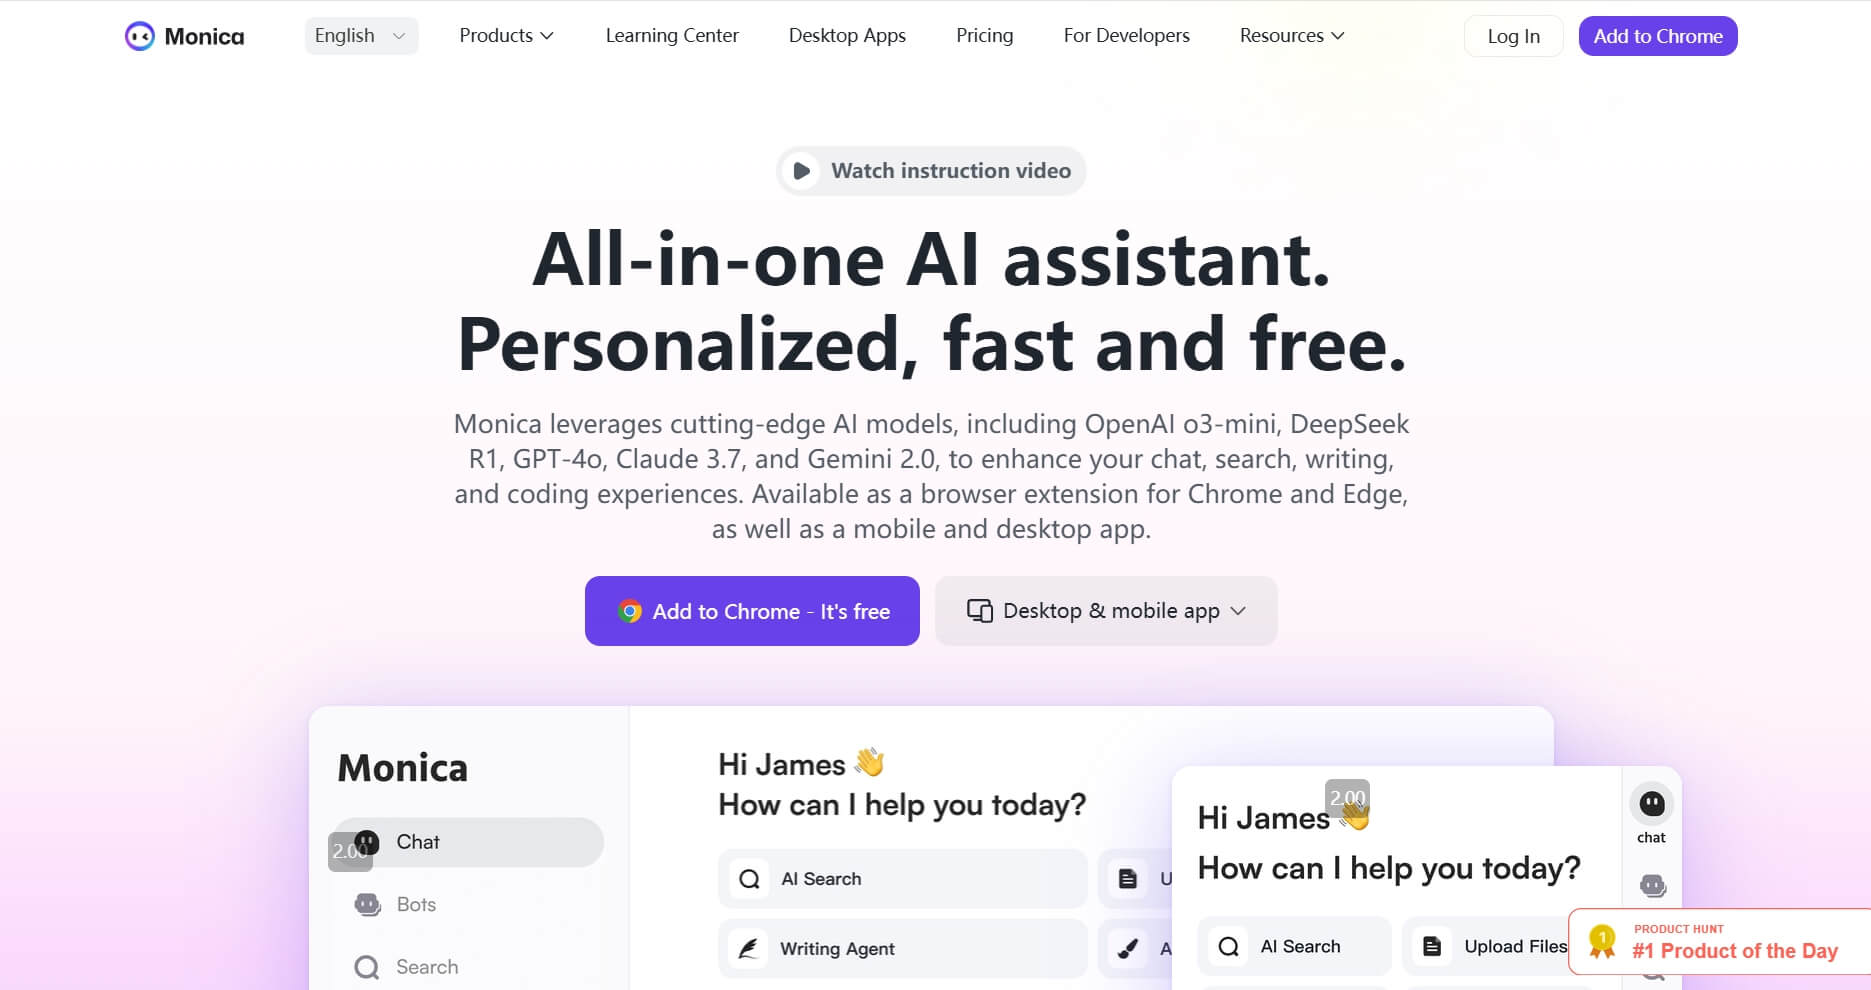 Monica
English
Products
Learning Center
Desktop Apps
Pricing
For Developers
Resources
Log In
Add to Chrome
Watch instruction video
All-in-one AI assistant.
Personalized, fast and free.
Monica leverages cutting-edge AI models, including OpenAI o3-mini, DeepSeek
R1, GPT-4o, Claude 3.7, and Gemini 2.0, to enhance your chat, search, writing,
and coding experiences. Available as a browser extension for Chrome and Edge,
as well as a mobile and desktop app.
Add to Chrome - It's free
Desktop & mobile app
Monica
2.00
Chat
Bots
Search
Hi James 👋
How can I help you today?
AI Search
U
Writing Agent
A
2.00
Hi James 👋
How can I help you today?
AI Search
Upload Files
chat
1
PRODUCT HUNT
#1 Product of the Day